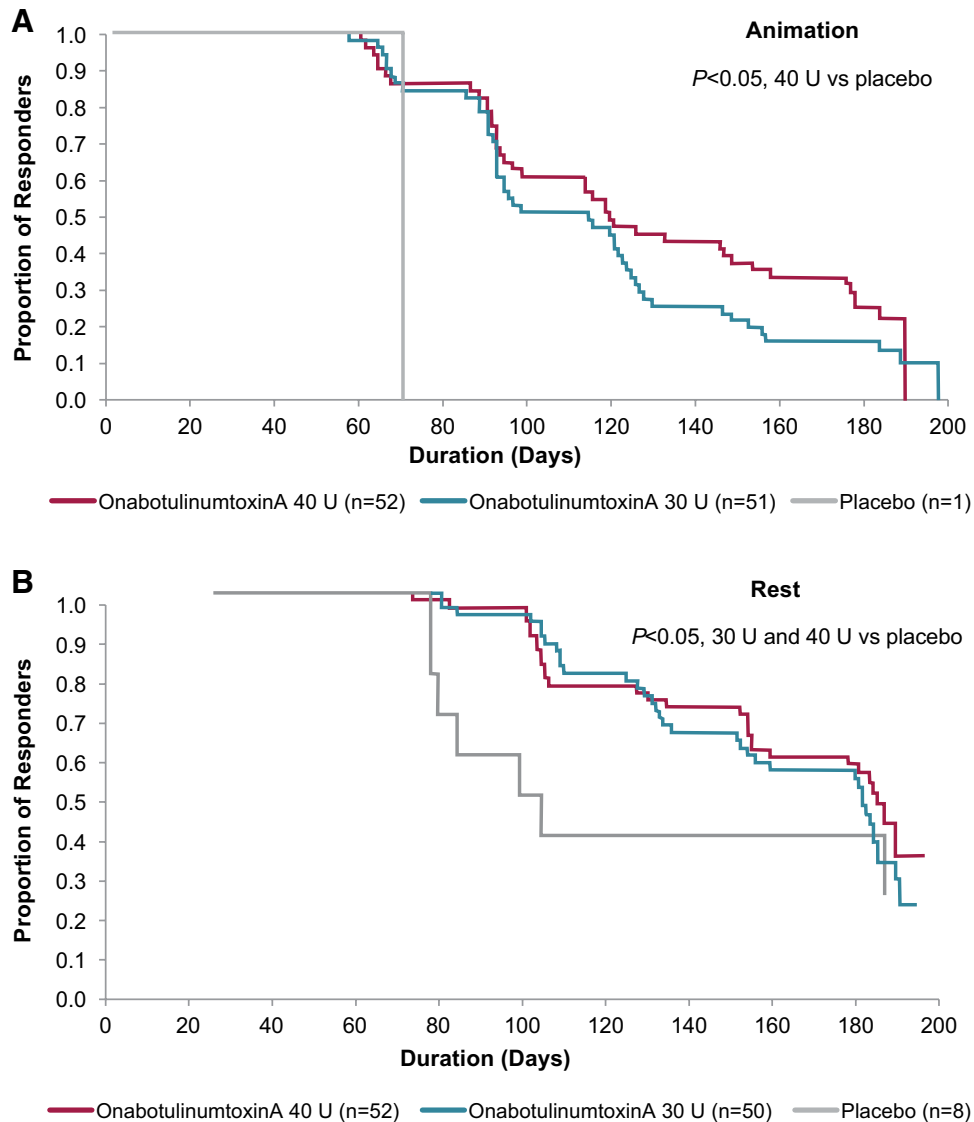 A
Animation
P<0.05, 40 U vs placebo
Proportion of Responders
1.0
0.9
0.8
0.7
0.6
0.5
0.4
0.3
0.2
0.1
0.0
0 20 40 60 80 100 120 140 160 180 200
Duration (Days)
OnabotulinumtoxinA 40 U (n=52) OnabotulinumtoxinA 30 U (n=51) Placebo (n=1)
B
Rest
P<0.05, 30 U and 40 U vs placebo
Proportion of Responders
1.0
0.9
0.8
0.7
0.6
0.5
0.4
0.3
0.2
0.1
0.0
0 20 40 60 80 100 120 140 160 180 200
Duration (Days)
OnabotulinumtoxinA 40 U (n=52) OnabotulinumtoxinA 30 U (n=50) Placebo (n=8)